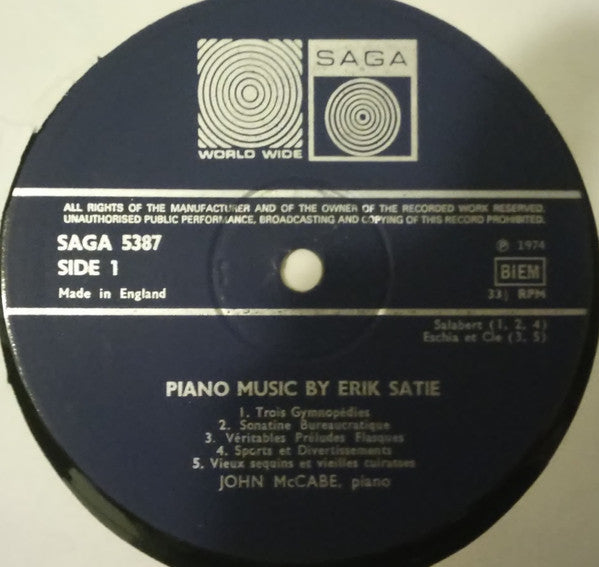 SAGA
WORLD WIDE
ALL RIGHTS OF THE MANUFACTURER AND OF THE OWNER OF THE RECORDED WORK RESERVED.
UNAUTHORISED PUBLIC PERFORMANCE, BROADCASTING AND COPYING OF THIS RECORD PROHIBITED.
SAGA 5387
℗ 1974
SIDE 1
BIEM
Made in England
33⅓ RPM
Salabert (1, 2, 4)
Eschia et Cie (3, 5)
PIANO MUSIC BY ERIK SATIE
1. Trois Gymnopédies
2. Sonatine Bureaucratique
3. Véritables Préludes Flasques
4. Sports et Divertissements
5. Vieux sequins et vieilles cuirasses
JOHN McCABE, piano